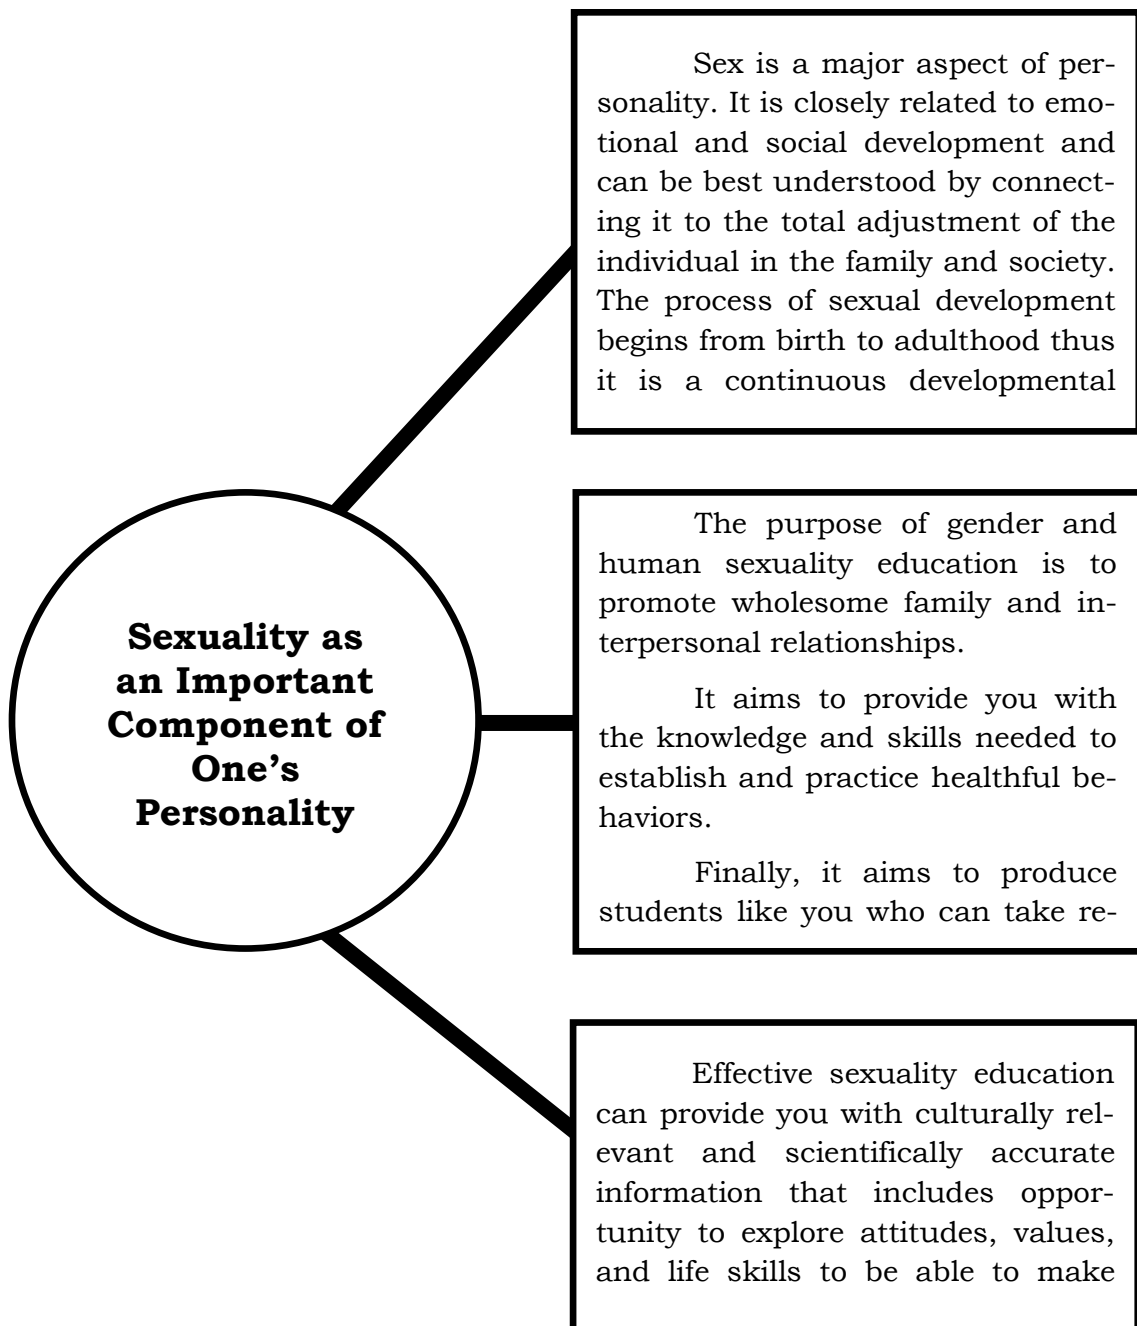 Sex is a major aspect of per-
sonality. It is closely related to emo-
tional and social development and
can be best understood by connect-
ing it to the total adjustment of the
individual in the family and society.
The process of sexual development
begins from birth to adulthood thus
it is a continuous developmental
Sexuality as
an Important
Component of
One’s
Personality
The purpose of gender and
human sexuality education is to
promote wholesome family and in-
terpersonal relationships.
It aims to provide you with
the knowledge and skills needed to
establish and practice healthful be-
haviors.
Finally, it aims to produce
students like you who can take re-
Effective sexuality education
can provide you with culturally rel-
evant and scientifically accurate
information that includes oppor-
tunity to explore attitudes, values,
and life skills to be able to make